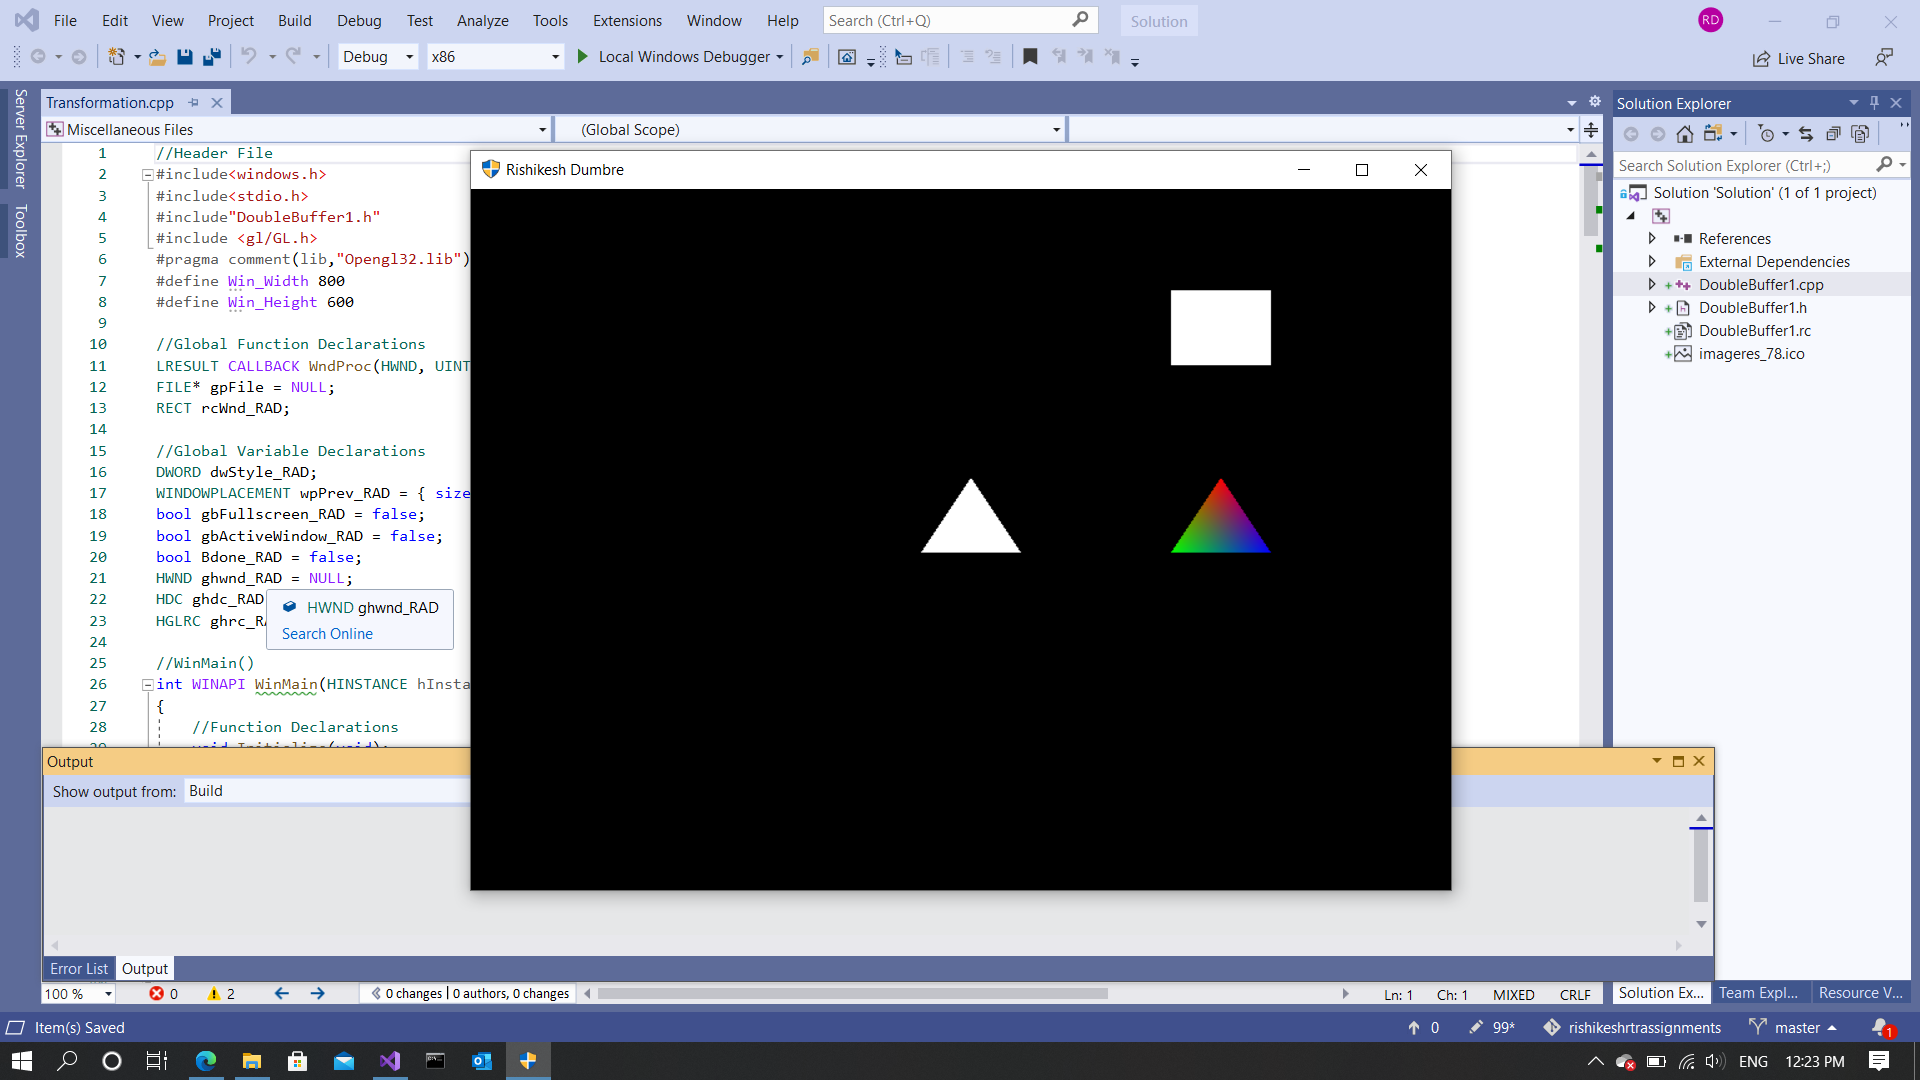 File Edit View Project Build Debug Test Analyze Tools Extensions Window Help Search (Ctrl+Q) Solution RD
Debug x86 Local Windows Debugger Live Share
Server Explorer
Toolbox
Transformation.cpp
Miscellaneous Files (Global Scope)
1 //Header File
2 #include<windows.h>
3 #include<stdio.h>
4 #include"DoubleBuffer1.h"
5 #include <gl/GL.h>
6 #pragma comment(lib,"Opengl32.lib")
7 #define Win_Width 800
8 #define Win_Height 600
9
10 //Global Function Declarations
11 LRESULT CALLBACK WndProc(HWND, UINT
12 FILE* gpFile = NULL;
13 RECT rcWnd_RAD;
14
15 //Global Variable Declarations
16 DWORD dwStyle_RAD;
17 WINDOWPLACEMENT wpPrev_RAD = { size
18 bool gbFullscreen_RAD = false;
19 bool gbActiveWindow_RAD = false;
20 bool Bdone_RAD = false;
21 HWND ghwnd_RAD = NULL;
22 HDC ghdc_RAD
23 HGLRC ghrc_RA
24
25 //WinMain()
26 int WINAPI WinMain(HINSTANCE hInsta
27 {
28 //Function Declarations
29 void Initialize(void);
HWND ghwnd_RAD
Search Online
Rishikesh Dumbre
Solution Explorer
Search Solution Explorer (Ctrl+;)
Solution 'Solution' (1 of 1 project)
References
External Dependencies
DoubleBuffer1.cpp
DoubleBuffer1.h
DoubleBuffer1.rc
imageres_78.ico
Output
Show output from: Build
Error List Output
100 % 0 2 0 changes | 0 authors, 0 changes Ln: 1 Ch: 1 MIXED CRLF
Solution Ex... Team Expl... Resource V...
Item(s) Saved 0 99* rishikeshrtrassignments master 1
ENG 12:23 PM